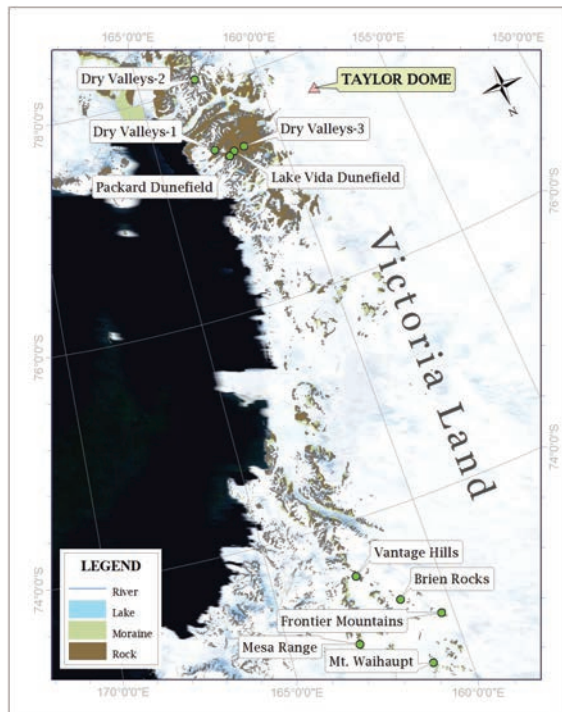 165°0'0"E
160°0'0"E
155°0'0"E
150°0'0"E
Dry Valleys-2
TAYLOR DOME
78°0'0"S
N
Dry Valleys-1
Dry Valleys-3
Lake Vida Dunefield
Packard Dunefield
76°0'0"S
Victoria Land
76°0'0"S
74°0'0"S
Vantage Hills
Brien Rocks
Frontier Mountains
Mesa Range
Mt. Waihaupt
LEGEND
River
Lake
Moraine
Rock
74°0'0"S
170°0'0"E
165°0'0"E
160°0'0"E